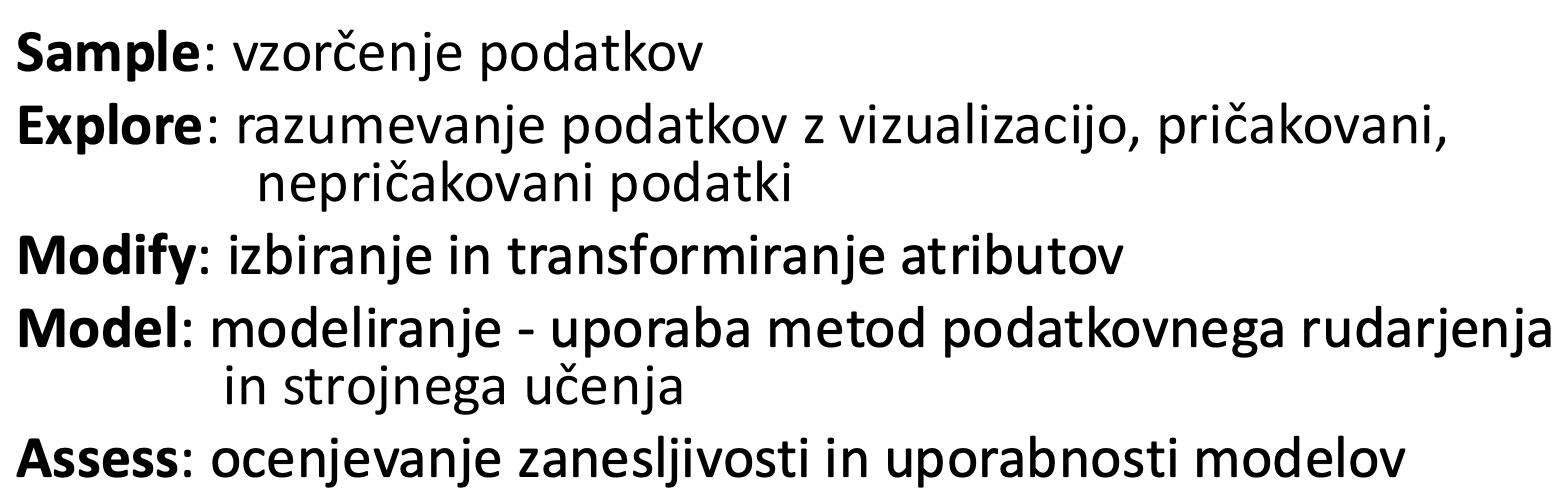 Sample: vzorčenje podatkov
Explore: razumevanje podatkov z vizualizacijo, pričakovani,
nepričakovani podatki
Modify: izbiranje in transformiranje atributov
Model: modeliranje - uporaba metod podatkovnega rudarjenja
in strojnega učenja
Assess: ocenjevanje zanesljivosti in uporabnosti modelov